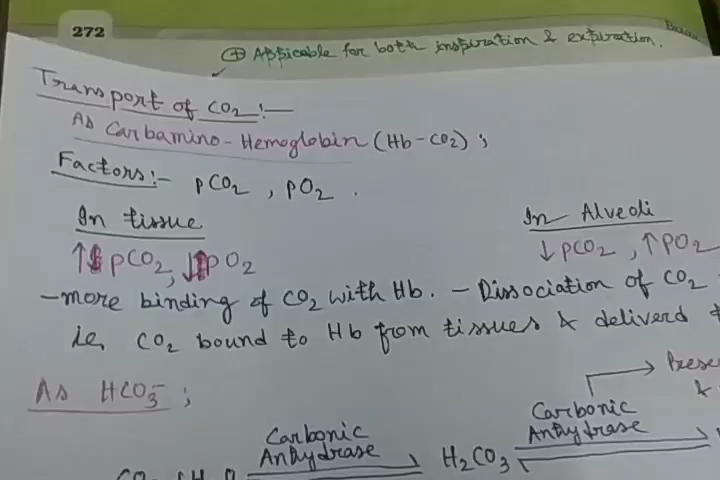 272
⊕ Appicable for both inspiration & expiration.
Transport of CO₂ :—
As Carbamino-Hemoglobin (Hb-CO₂) ;
Factors:- pCO₂ , pO₂ .
In tissue
↑ pCO₂, ↓ pO₂
In Alveoli
↓ pCO₂ , ↑ PO₂
-more binding of CO₂ with Hb. - Dissociation of CO₂
ie, CO₂ bound to Hb from tissues & deliverd
As HCO₃⁻ ;
Carbonic
Anhydrase
H₂CO₃
Carbonic
Anhydrase
&